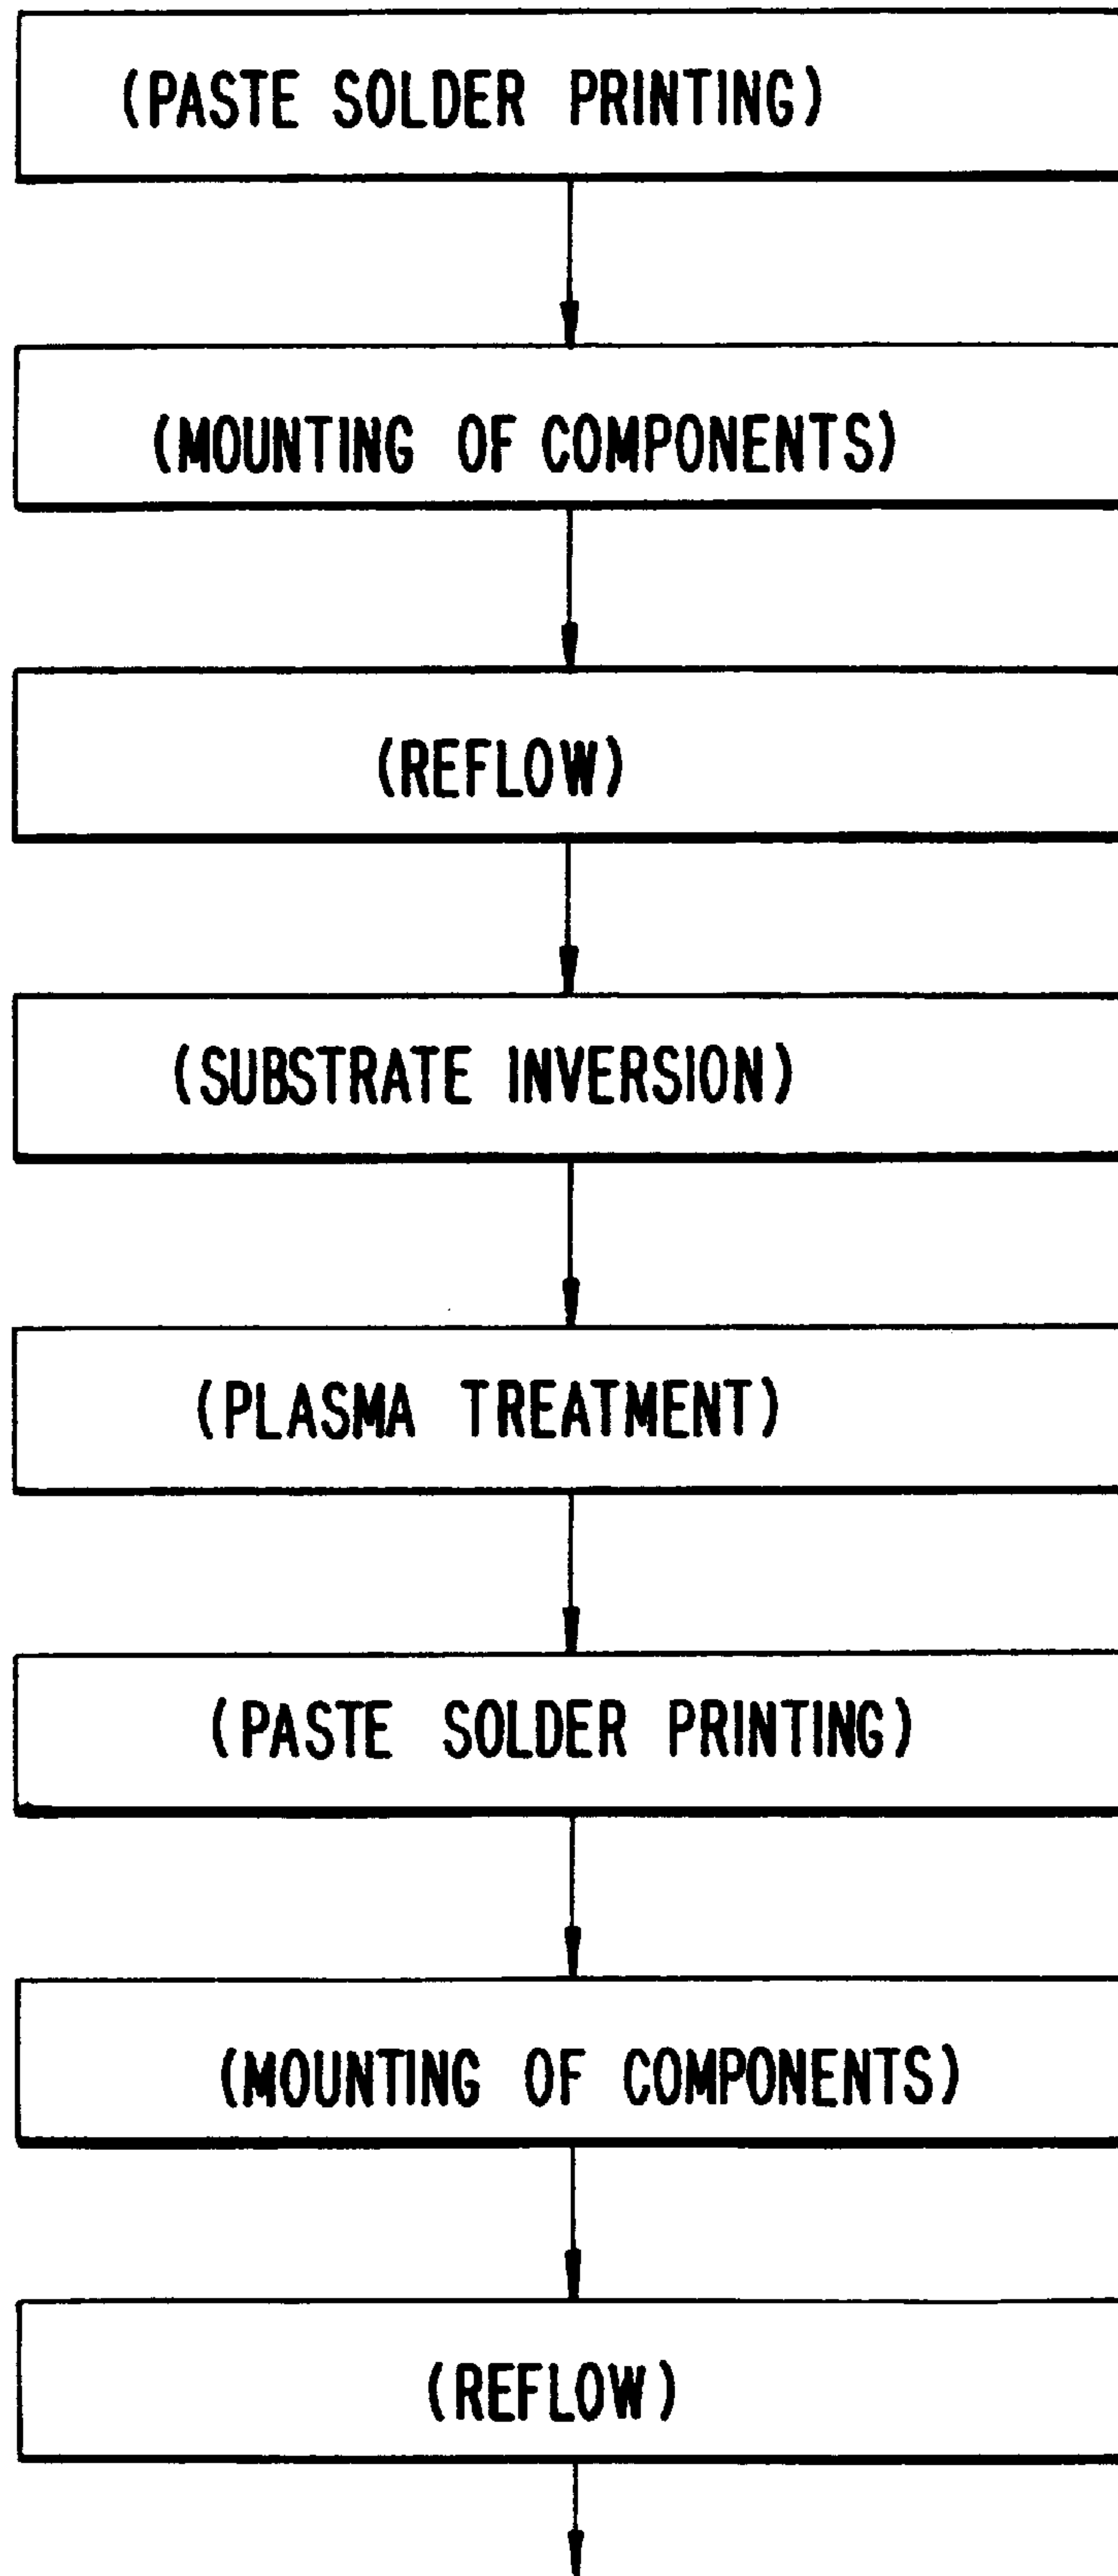 (PASTE SOLDER PRINTING)
(MOUNTING OF COMPONENTS)
(REFLOW)
(SUBSTRATE INVERSION)
(PLASMA TREATMENT)
(PASTE SOLDER PRINTING)
(MOUNTING OF COMPONENTS)
(REFLOW)